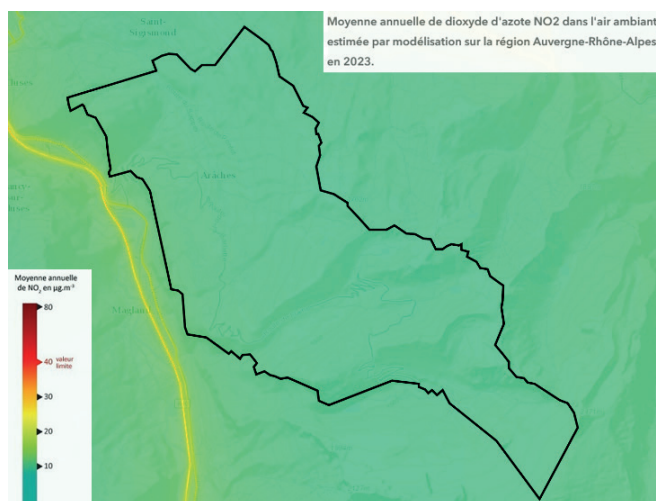 Moyenne annuelle de dioxyde d'azote NO2 dans l'air ambiant
estimée par modélisation sur la région Auvergne-Rhône-Alpes
en 2023.
Saint-
Sigismond
Arâches
Magland
Moyenne annuelle
de NO₂ en µg.m⁻³
80
40 valeur
limite
30
20
10